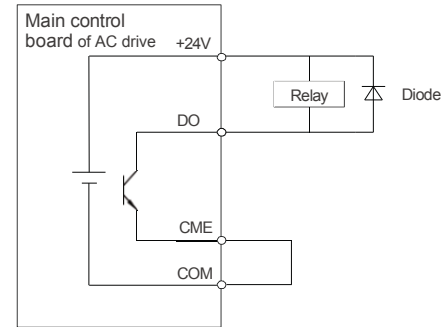 Main control
board of AC drive
+24V
Relay
Diode
DO
CME
COM